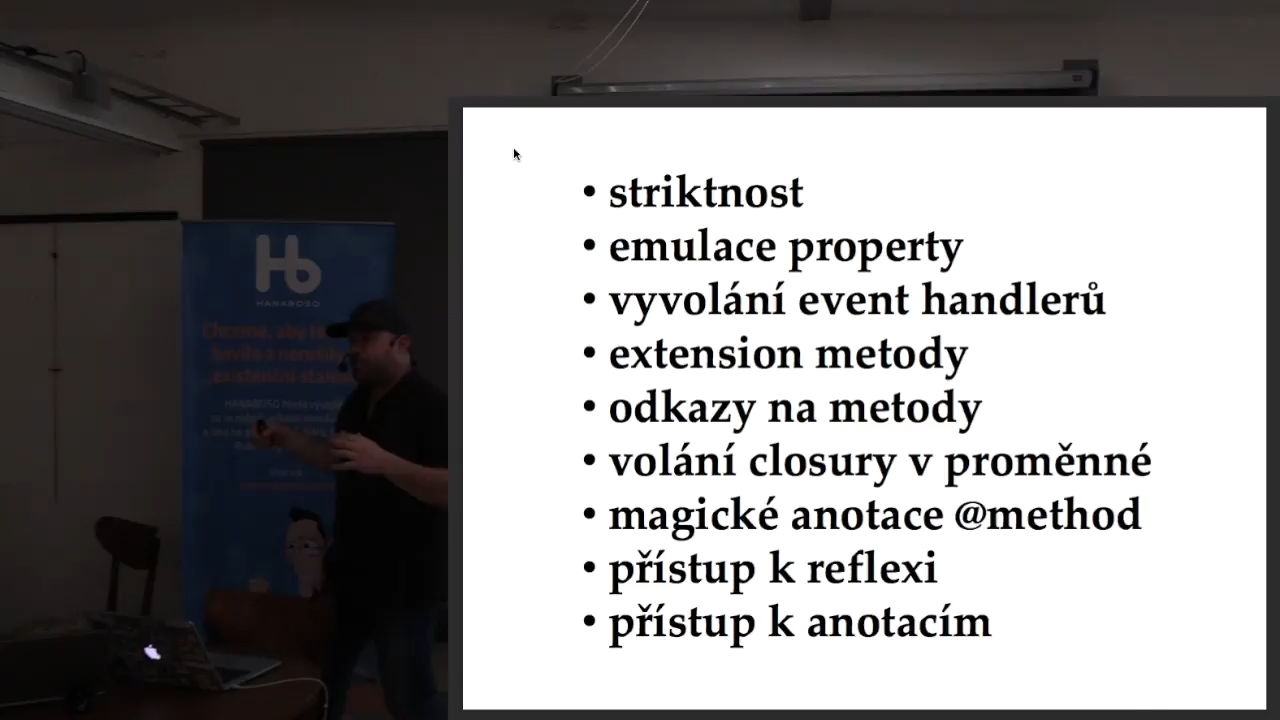 HANABOSO
• striktnost
• emulace property
• vyvolání event handlerů
• extension metody
• odkazy na metody
• volání closury v proměnné
• magické anotace @method
• přístup k reflexi
• přístup k anotacím